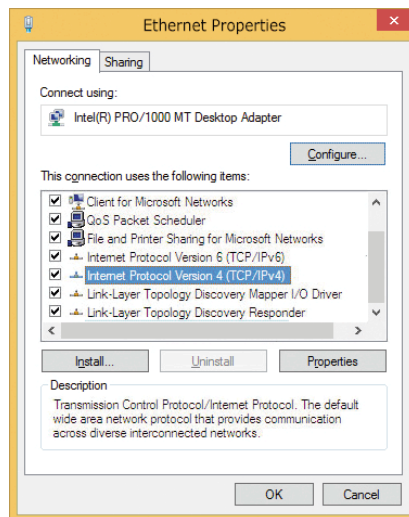 Ethernet Properties
Networking
Sharing
Connect using:
Intel(R) PRO/1000 MT Desktop Adapter
Configure...
This connection uses the following items:
Client for Microsoft Networks
QoS Packet Scheduler
File and Printer Sharing for Microsoft Networks
Internet Protocol Version 6 (TCP/IPv6)
Internet Protocol Version 4 (TCP/IPv4)
Link-Layer Topology Discovery Mapper I/O Driver
Link-Layer Topology Discovery Responder
Install...
Uninstall
Properties
Description
Transmission Control Protocol/Internet Protocol. The default
wide area network protocol that provides communication
across diverse interconnected networks.
OK
Cancel